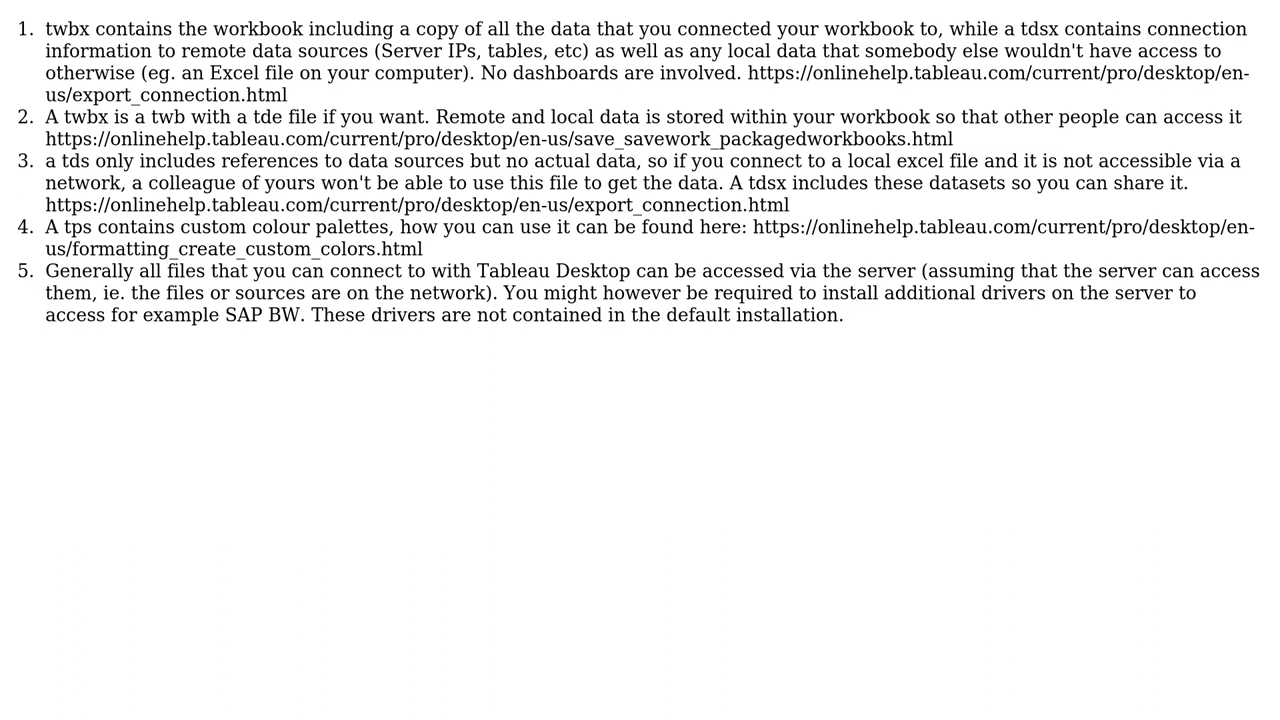 1. twbx contains the workbook including a copy of all the data that you connected your workbook to, while a tdsx contains connection
information to remote data sources (Server IPs, tables, etc) as well as any local data that somebody else wouldn't have access to
otherwise (eg. an Excel file on your computer). No dashboards are involved. https://onlinehelp.tableau.com/current/pro/desktop/en-
us/export_connection.html
2. A twbx is a twb with a tde file if you want. Remote and local data is stored within your workbook so that other people can access it
https://onlinehelp.tableau.com/current/pro/desktop/en-us/save_savework_packagedworkbooks.html
3. a tds only includes references to data sources but no actual data, so if you connect to a local excel file and it is not accessible via a
network, a colleague of yours won't be able to use this file to get the data. A tdsx includes these datasets so you can share it.
https://onlinehelp.tableau.com/current/pro/desktop/en-us/export_connection.html
4. A tps contains custom colour palettes, how you can use it can be found here: https://onlinehelp.tableau.com/current/pro/desktop/en-
us/formatting_create_custom_colors.html
5. Generally all files that you can connect to with Tableau Desktop can be accessed via the server (assuming that the server can access
them, ie. the files or sources are on the network). You might however be required to install additional drivers on the server to
access for example SAP BW. These drivers are not contained in the default installation.